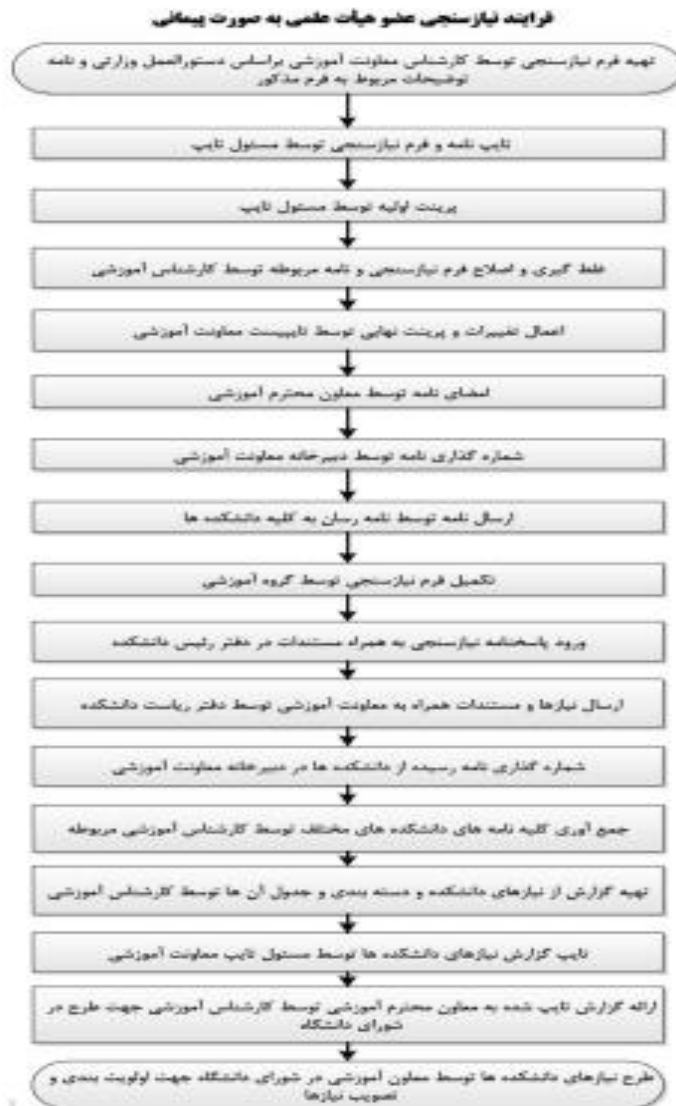 فرایند نیازسنجی عضو هیأت علمی به صورت پیمانی
تهیه فرم نیازسنجی توسط کارشناس معاونت آموزشی براساس دستورالعمل وزارتی و نامه
توضیحات مربوط به فرم مذکور
تایپ نامه و فرم نیازسنجی توسط مسئول تایپ
پرینت اولیه توسط مسئول تایپ
غلط گیری و اصلاح فرم نیازسنجی و نامه مربوطه توسط کارشناس آموزشی
اعمال تغییرات و پرینت نهایی توسط تایپیست معاونت آموزشی
امضای نامه توسط معاون محترم آموزشی
شماره گذاری نامه توسط دبیرخانه معاونت آموزشی
ارسال نامه توسط نامه رسان به کلیه دانشکده ها
تکمیل فرم نیازسنجی توسط گروه آموزشی
ورود پاسخنامه نیازسنجی به همراه مستندات در دفتر رئیس دانشکده
ارسال نیازها و مستندات همراه به معاونت آموزشی توسط دفتر ریاست دانشکده
شماره گذاری نامه رسیده از دانشکده ها در دبیرخانه معاونت آموزشی
جمع آوری کلیه نامه های دانشکده های مختلف توسط کارشناس آموزشی مربوطه
تهیه گزارش از نیازهای دانشکده و دسته بندی و جدول آن ها توسط کارشناس آموزشی
تایپ گزارش نیازهای دانشکده ها توسط مسئول تایپ معاونت آموزشی
ارائه گزارش تایپ شده به معاون محترم آموزشی توسط کارشناس آموزشی جهت طرح در
شورای دانشگاه
طرح نیازهای دانشکده ها توسط معاون آموزشی در شورای دانشگاه جهت اولویت بندی و
تصویب نیازها